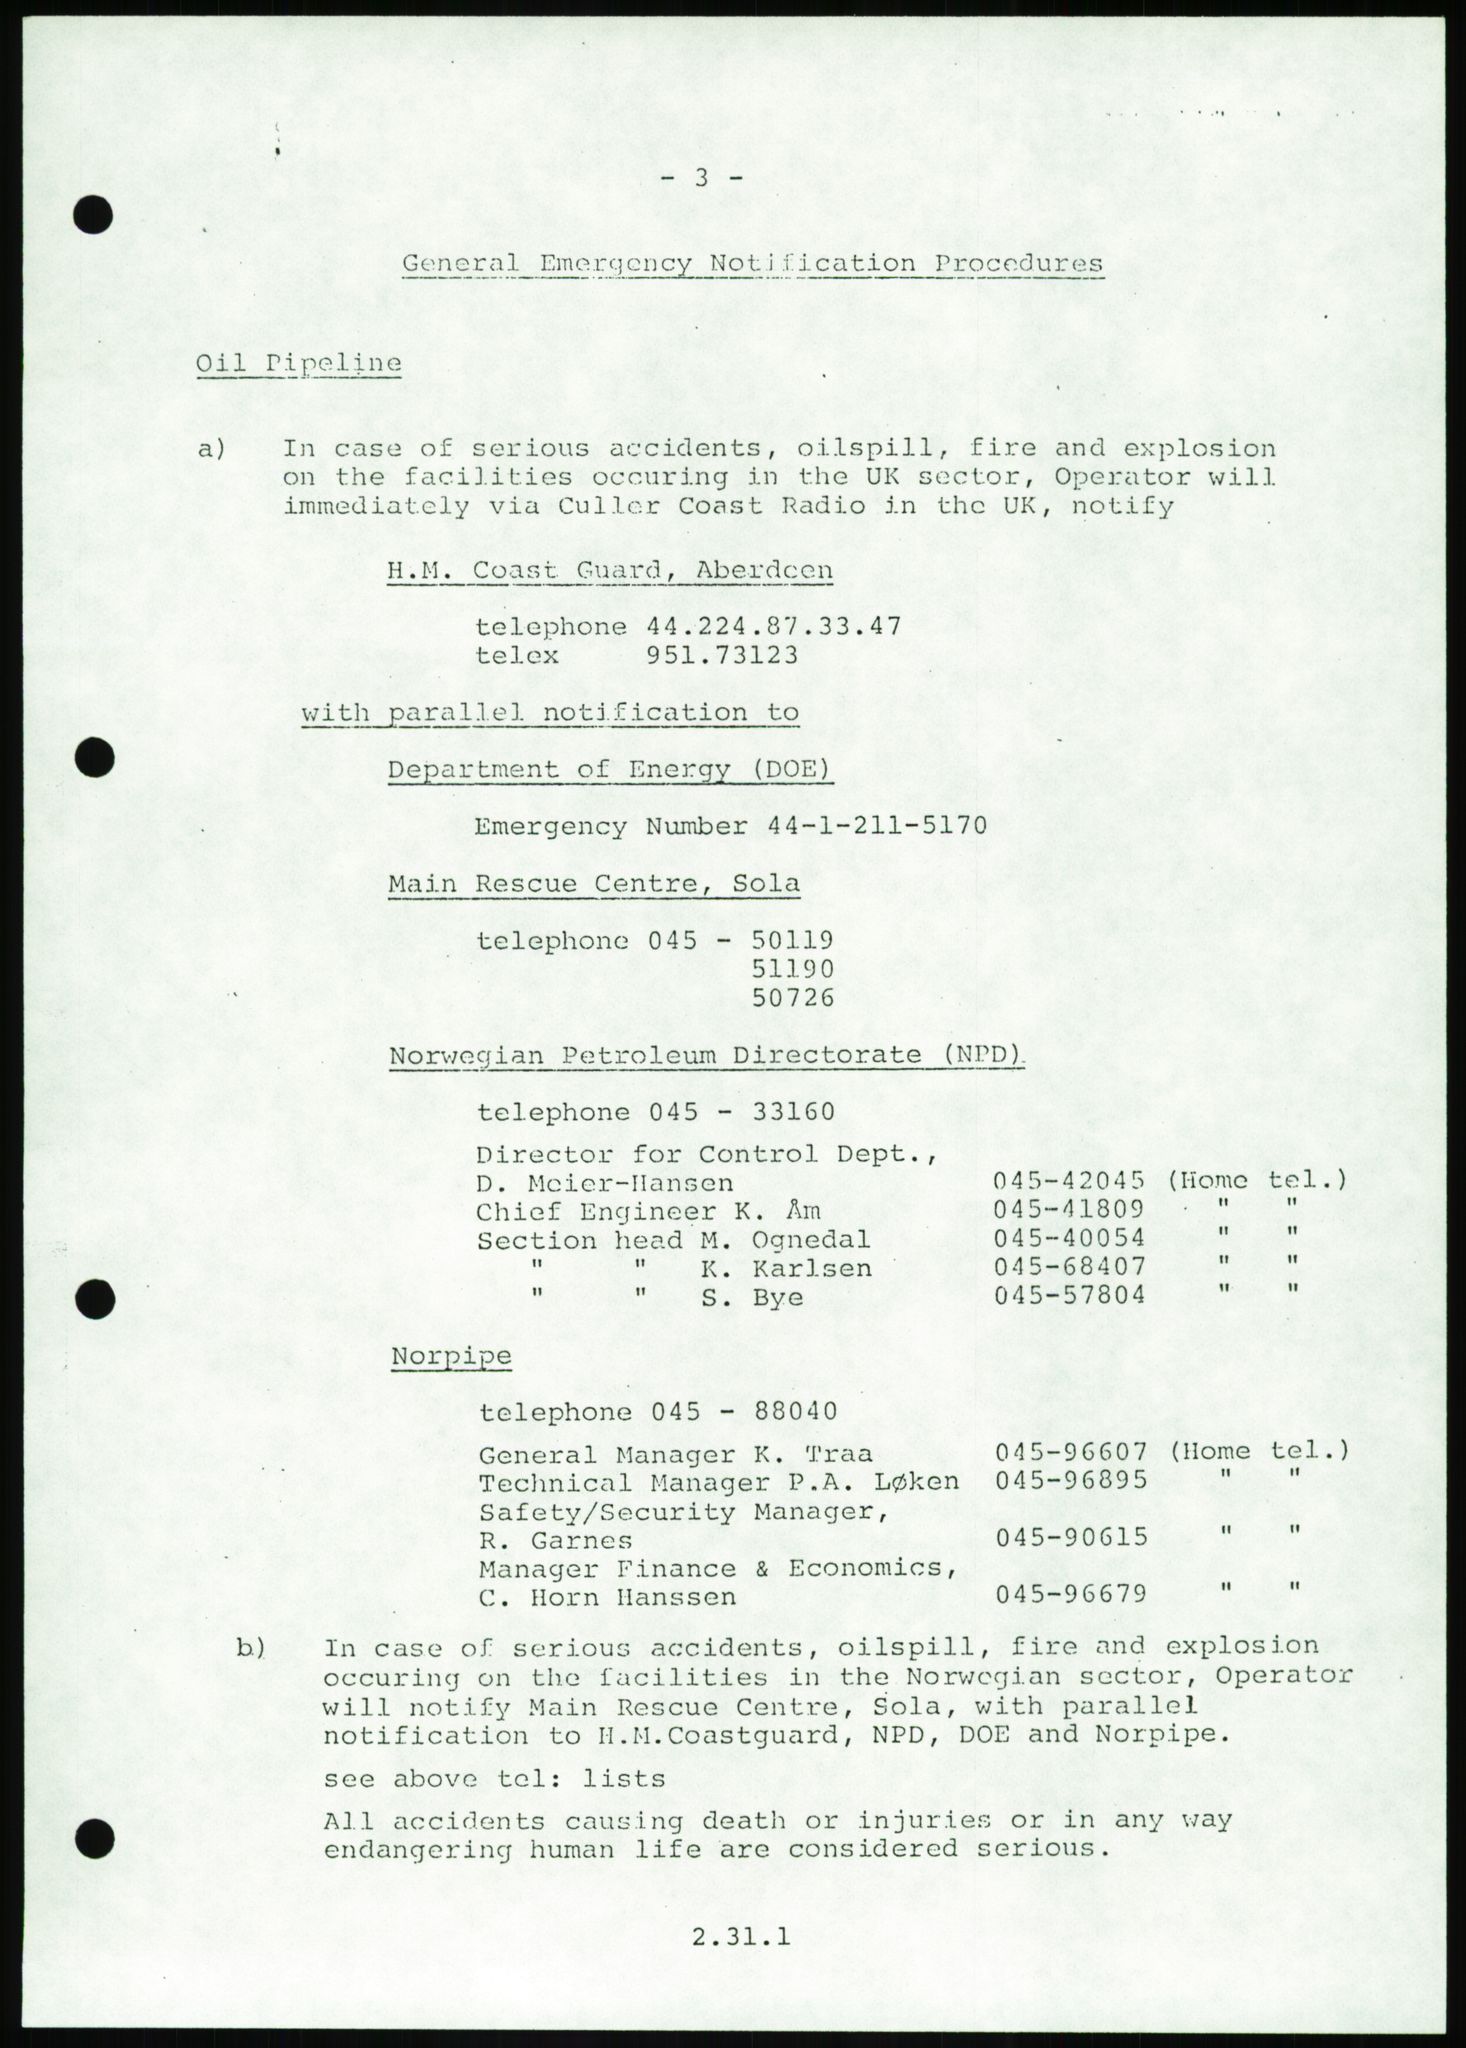 - 3 -
General Emergency Notification Procedures
Oil Pipeline
a) In case of serious accidents, oilspill, fire and explosion
on the facilities occuring in the UK sector, Operator will
immediately via Culler Coast Radio in the UK, notify
H.M. Coast Guard, Aberdeen
telephone 44.224.87.33.47
telex 951.73123
with parallel notification to
Department of Energy (DOE)
Emergency Number 44-1-211-5170
Main Rescue Centre, Sola
telephone 045 - 50119
51190
50726
Norwegian Petroleum Directorate (NPD)
telephone 045 - 33160
Director for Control Dept.,
D. Meier-Hansen 045-42045 (Home tel.)
Chief Engineer K. Åm 045-41809 " "
Section head M. Ognedal 045-40054 " "
" " K. Karlsen 045-68407 " "
" " S. Bye 045-57804 " "
Norpipe
telephone 045 - 88040
General Manager K. Traa 045-96607 (Home tel.)
Technical Manager P.A. Løken 045-96895 " "
Safety/Security Manager,
R. Garnes 045-90615 " "
Manager Finance & Economics,
C. Horn Hanssen 045-96679 " "
b) In case of serious accidents, oilspill, fire and explosion
occuring on the facilities in the Norwegian sector, Operator
will notify Main Rescue Centre, Sola, with parallel
notification to H.M.Coastguard, NPD, DOE and Norpipe.
see above tel: lists
All accidents causing death or injuries or in any way
endangering human life are considered serious.
2.31.1